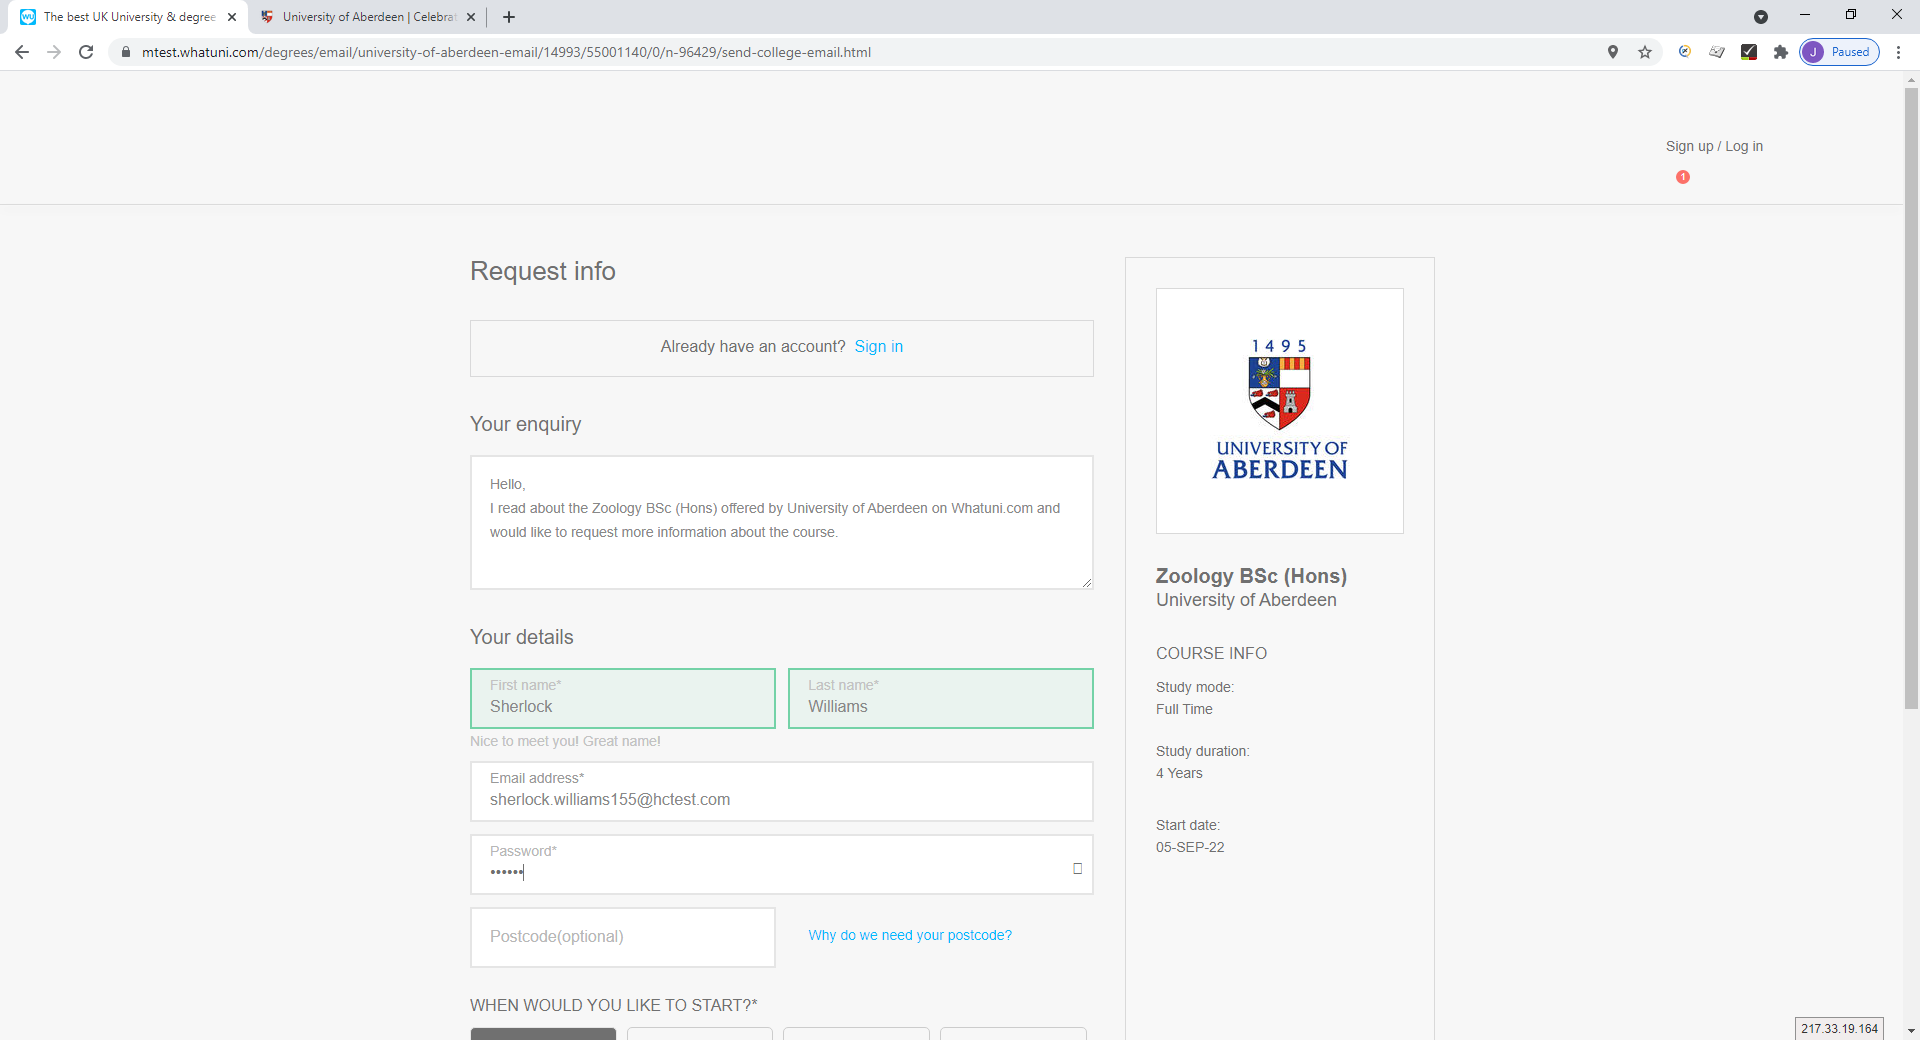 The best UK University & degree
University of Aberdeen | Celebrat
mtest.whatuni.com/degrees/email/university-of-aberdeen-email/14993/55001140/0/n-96429/send-college-email.html
J Paused
Sign up / Log in
1
Request info
Already have an account? Sign in
Your enquiry
Hello,
I read about the Zoology BSc (Hons) offered by University of Aberdeen on Whatuni.com and
would like to request more information about the course.
Your details
First name*
Sherlock
Last name*
Williams
Nice to meet you! Great name!
Email address*
sherlock.williams155@hctest.com
Password*
••••••
Postcode(optional)
Why do we need your postcode?
WHEN WOULD YOU LIKE TO START?*
1495
UNIVERSITY OF
ABERDEEN
Zoology BSc (Hons)
University of Aberdeen
COURSE INFO
Study mode:
Full Time
Study duration:
4 Years
Start date:
05-SEP-22
217.33.19.164